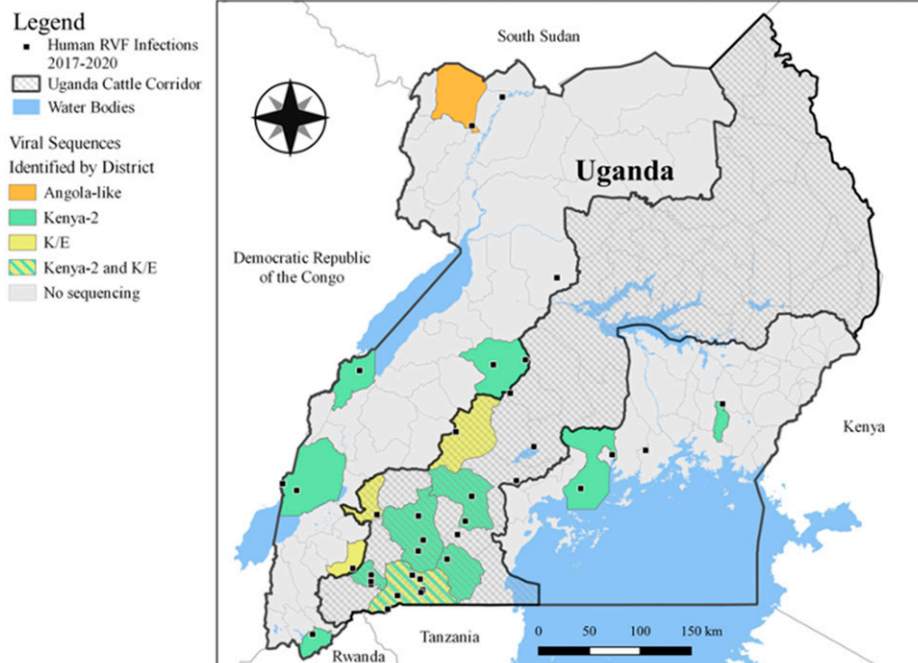 Legend
Human RVF Infections
2017-2020
Uganda Cattle Corridor
Water Bodies
Viral Sequences
Identified by District
Angola-like
Kenya-2
K/E
Kenya-2 and K/E
No sequencing
South Sudan
Uganda
Democratic Republic
of the Congo
Kenya
Tanzania
Rwanda
0 50 100 150 km